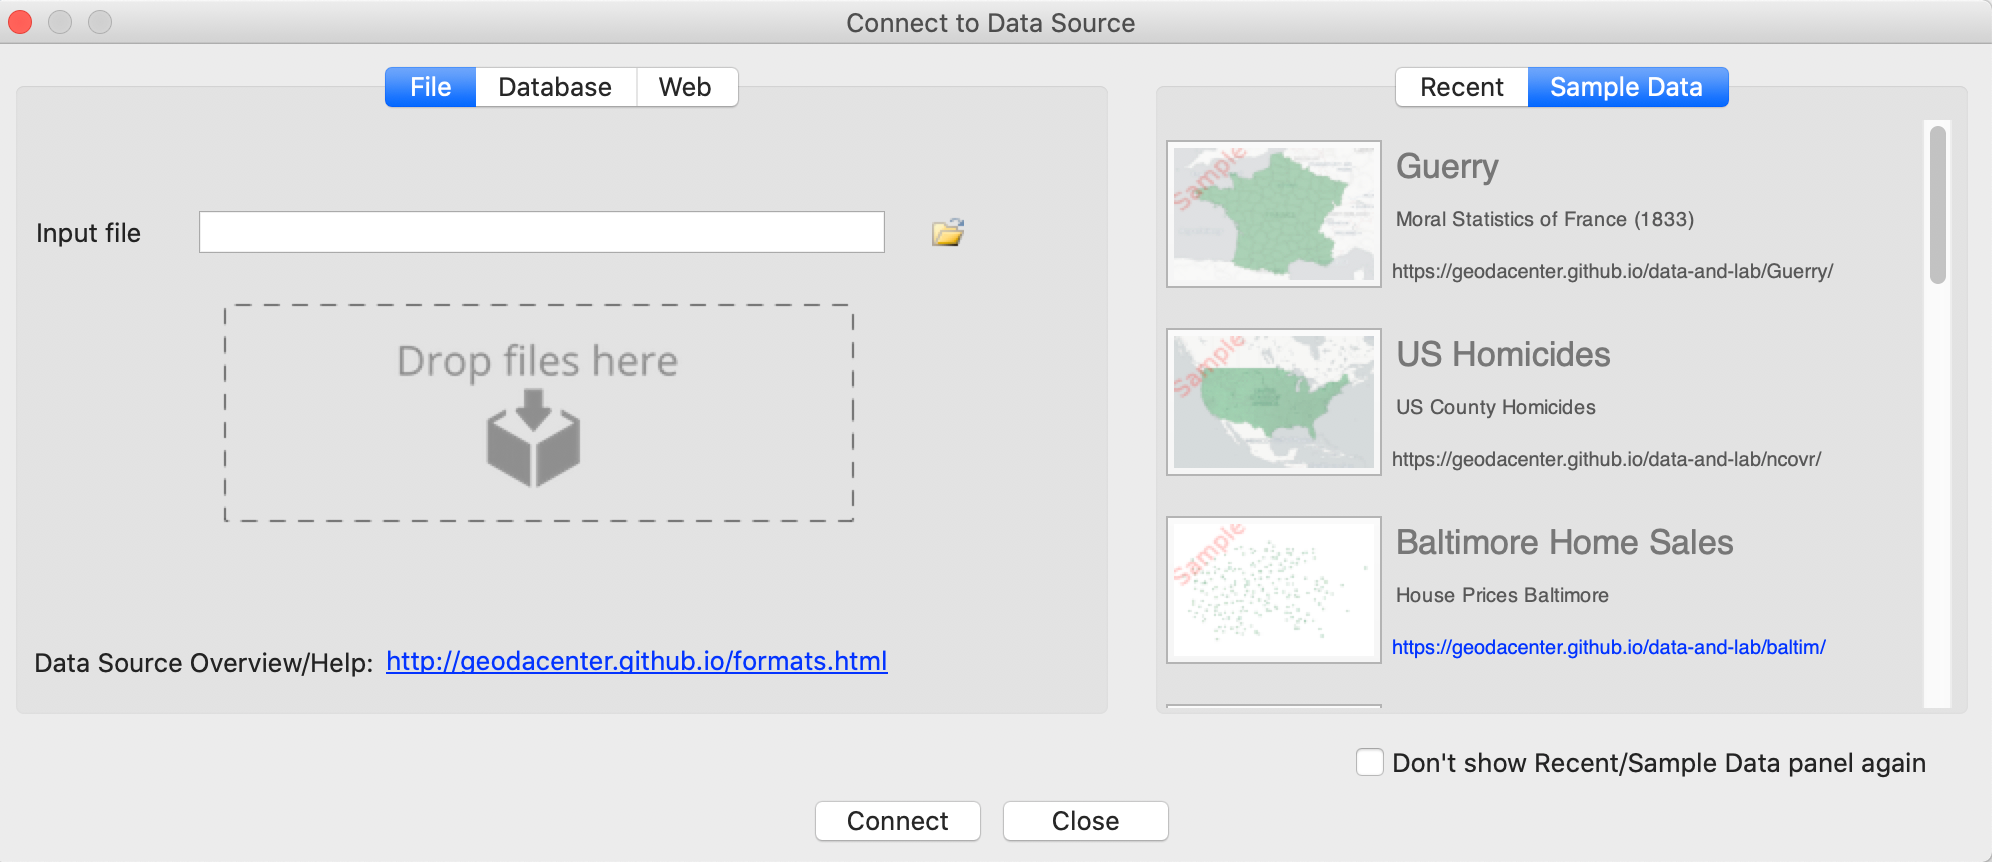 Connect to Data Source
File Database Web
Input file
Drop files here
Data Source Overview/Help: http://geodacenter.github.io/formats.html
Recent Sample Data
Sample
Guerry
Moral Statistics of France (1833)
https://geodacenter.github.io/data-and-lab/Guerry/
Sample
US Homicides
US County Homicides
https://geodacenter.github.io/data-and-lab/ncovr/
Sample
Baltimore Home Sales
House Prices Baltimore
https://geodacenter.github.io/data-and-lab/baltim/
Don't show Recent/Sample Data panel again
Connect Close